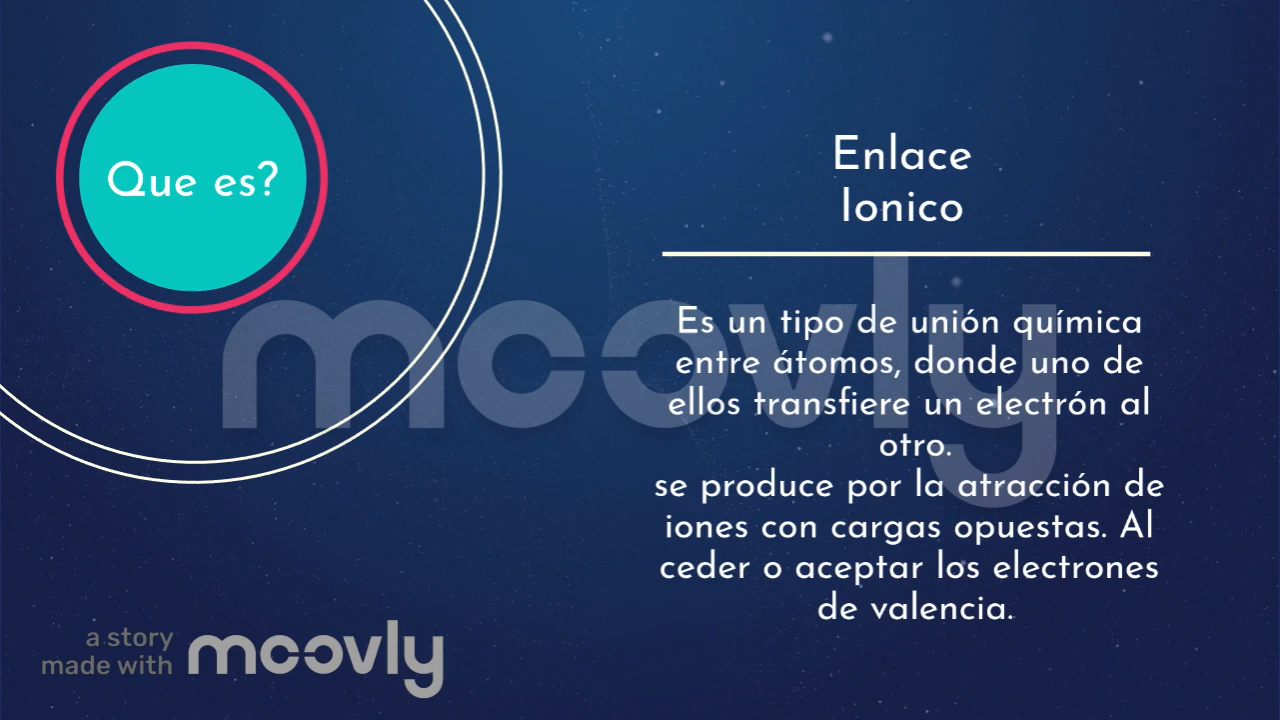 Que es?
Enlace
Ionico
Es un tipo de unión química
entre átomos, donde uno de
ellos transfiere un electrón al
otro.
se produce por la atracción de
iones con cargas opuestas. Al
ceder o aceptar los electrones
de valencia.
moovly
a story
made with
moovly